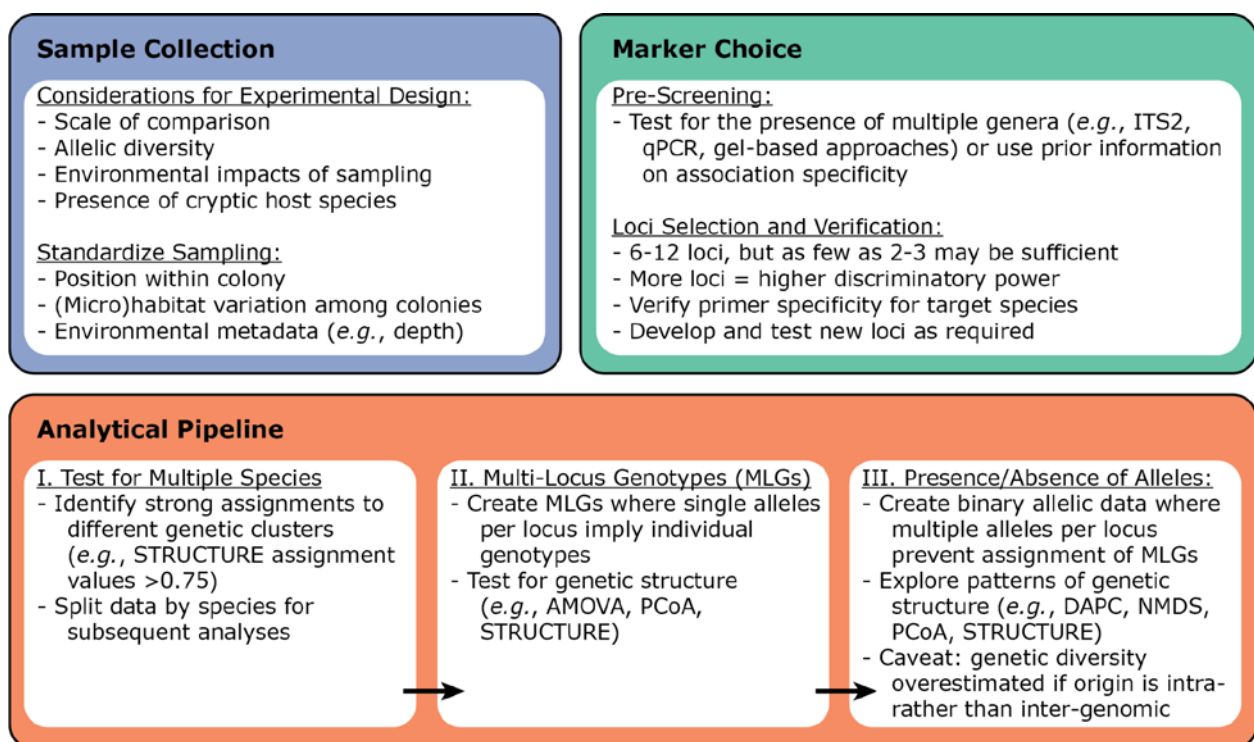 Sample Collection
Considerations for Experimental Design:
- Scale of comparison
- Allelic diversity
- Environmental impacts of sampling
- Presence of cryptic host species
Standardize Sampling:
- Position within colony
- (Micro)habitat variation among colonies
- Environmental metadata (e.g., depth)
Marker Choice
Pre-Screening:
- Test for the presence of multiple genera (e.g., ITS2,
qPCR, gel-based approaches) or use prior information
on association specificity
Loci Selection and Verification:
- 6-12 loci, but as few as 2-3 may be sufficient
- More loci = higher discriminatory power
- Verify primer specificity for target species
- Develop and test new loci as required
Analytical Pipeline
I. Test for Multiple Species
- Identify strong assignments to
different genetic clusters
(e.g., STRUCTURE assignment
values >0.75)
- Split data by species for
subsequent analyses
II. Multi-Locus Genotypes (MLGs)
- Create MLGs where single alleles
per locus imply individual
genotypes
- Test for genetic structure
(e.g., AMOVA, PCoA,
STRUCTURE)
III. Presence/Absence of Alleles:
- Create binary allelic data where
multiple alleles per locus
prevent assignment of MLGs
- Explore patterns of genetic
structure (e.g., DAPC, NMDS,
PCoA, STRUCTURE)
- Caveat: genetic diversity
overestimated if origin is intra-
rather than inter-genomic